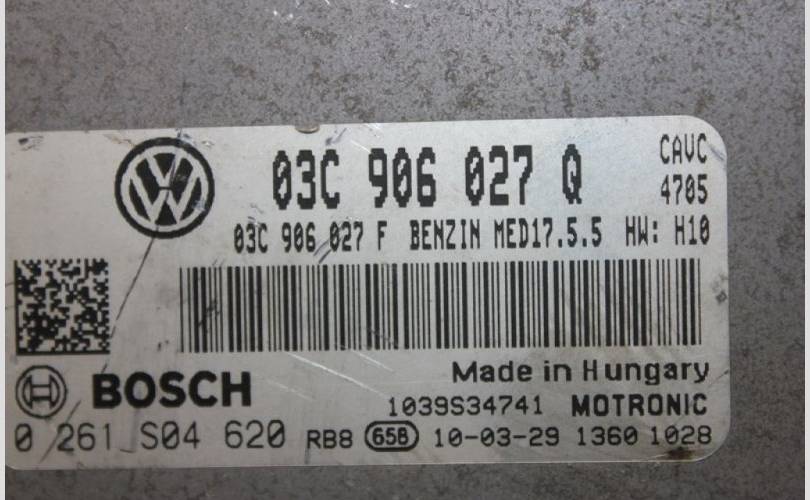 03C 906 027 Q CAVC
4705
03C 906 027 F BENZIN MED17.5.5 HW: H10
BOSCH Made in Hungary
1039S34741 MOTRONIC
0 261 S04 620 RB8 65B 10-03-29 1360 1028